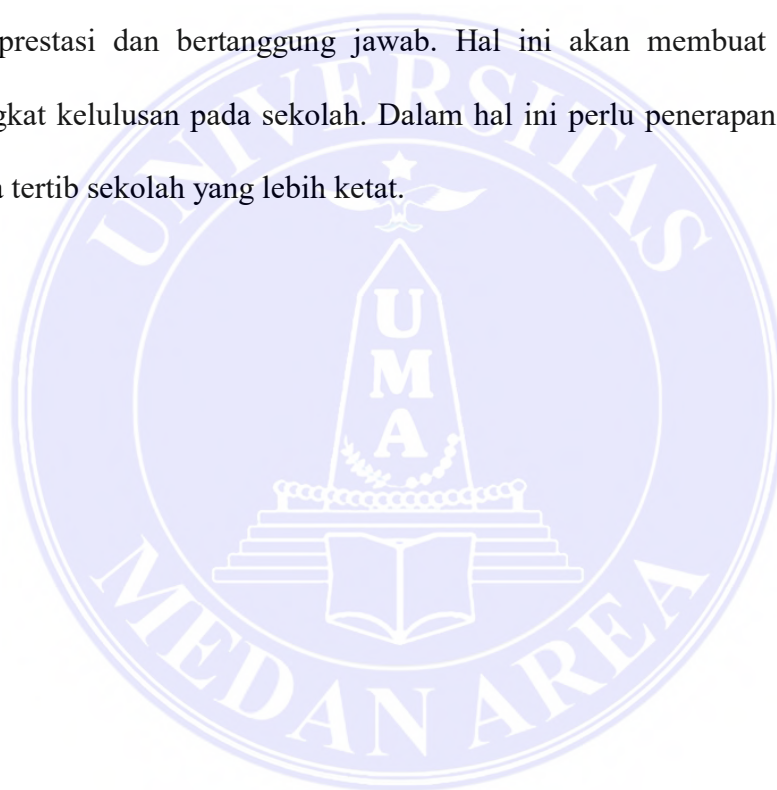 prestasi dan bertanggung jawab. Hal ini akan membuat
gkat kelulusan pada sekolah. Dalam hal ini perlu penerapan
tertib sekolah yang lebih ketat.
UNIVERSITAS
U
M
A
MEDAN AREA